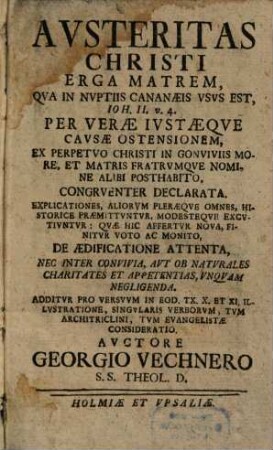 AVSTERITAS
CHRISTI
ERGA MATREM,
QVA IN NVPTIIS CANANÆIS VSVS EST,
IOH. II. v. 4.
PER VERÆ IVSTÆQVE
CAVSÆ OSTENSIONEM,
EX PERPETVO CHRISTI IN GONVIVIIS MO-
RE, ET MATRIS FRATRVMQVE NOMI-
NE ALIBI POSTHABITO,
CONGRVENTER DECLARATA.
EXPLICATIONES, ALIORVM PLERÆQVE OMNES, HI-
STORICE PRÆMITTVNTVR, MODESTEQVE EXCV-
TIVNTVR: QVÆ HIC AFFERTVR NOVA, FI-
NITVR VOTO AC MONITO,
DE ÆDIFICATIONE ATTENTA,
NEC INTER CONVIVIA, AVT OB NATVRALES
CHARITATES ET APPETENTIAS, VNQVAM
NEGLIGENDA.
ADDITVR PRO VERSVVM IN EOD. TX. X. ET XI. IL-
LVSTRATIONE, SINGVLARIS VERBORVM, TVM
ARCHITRICLINI, TVM EVANGELISTÆ
CONSIDERATIO.
AVCTORE
GEORGIO VECHNERO
S.S. THEOL. D.
HOLMIÆ ET VPSALIÆ.